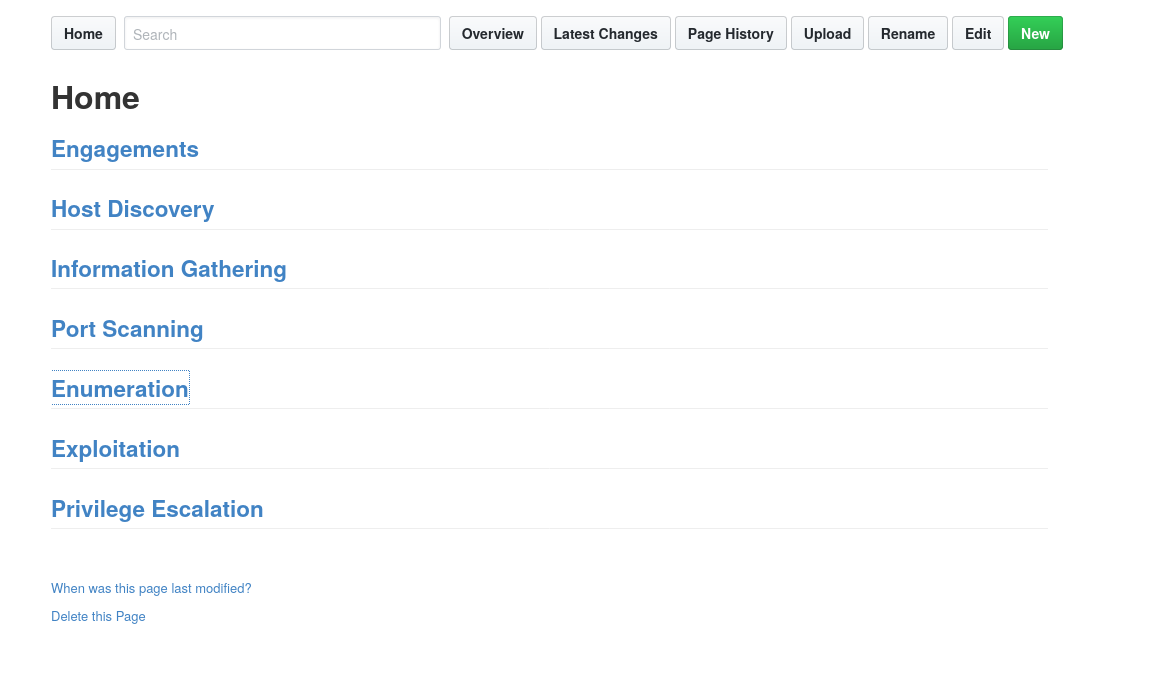 Home Search Overview Latest Changes Page History Upload Rename Edit New
Home
Engagements
Host Discovery
Information Gathering
Port Scanning
Enumeration
Exploitation
Privilege Escalation
When was this page last modified?
Delete this Page